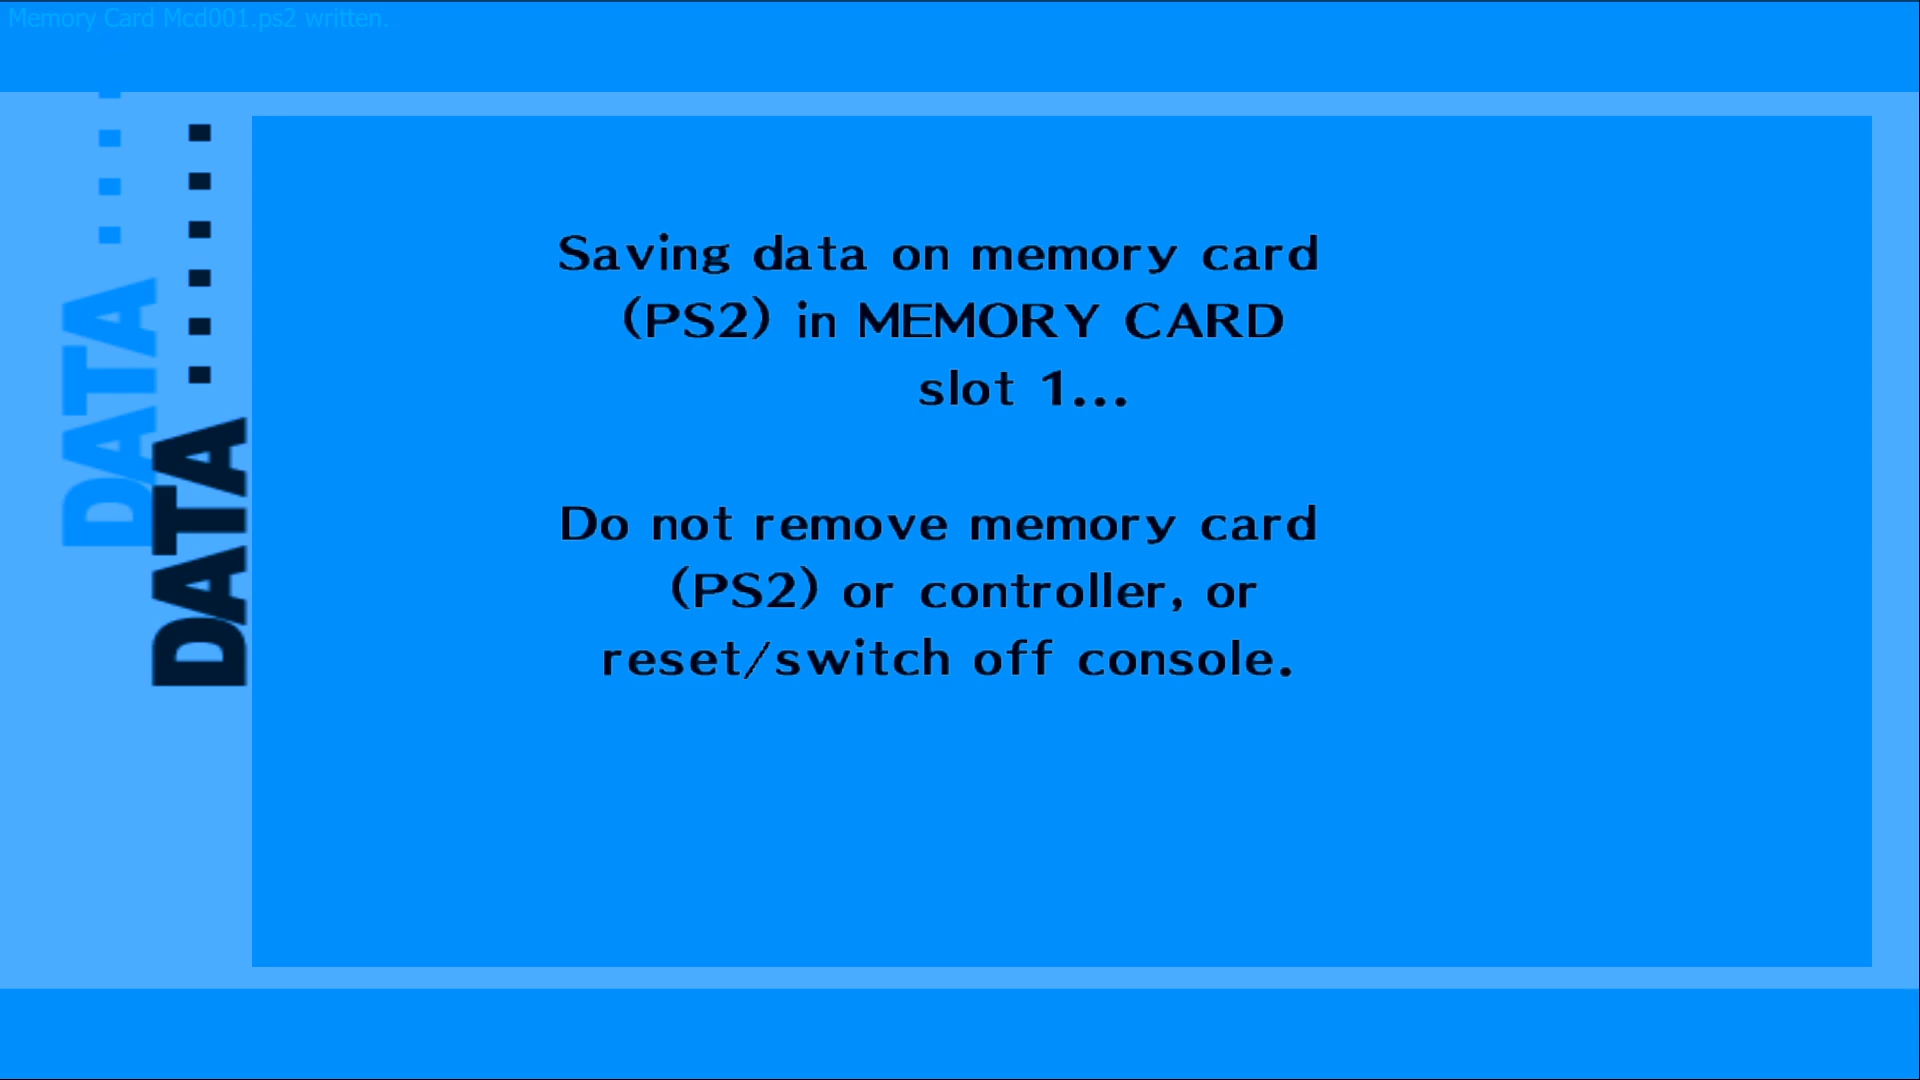 Memory Card Mcd001.ps2 written.
DATA ....
DATA ......
Saving data on memory card
(PS2) in MEMORY CARD
slot 1...
Do not remove memory card
(PS2) or controller, or
reset/switch off console.